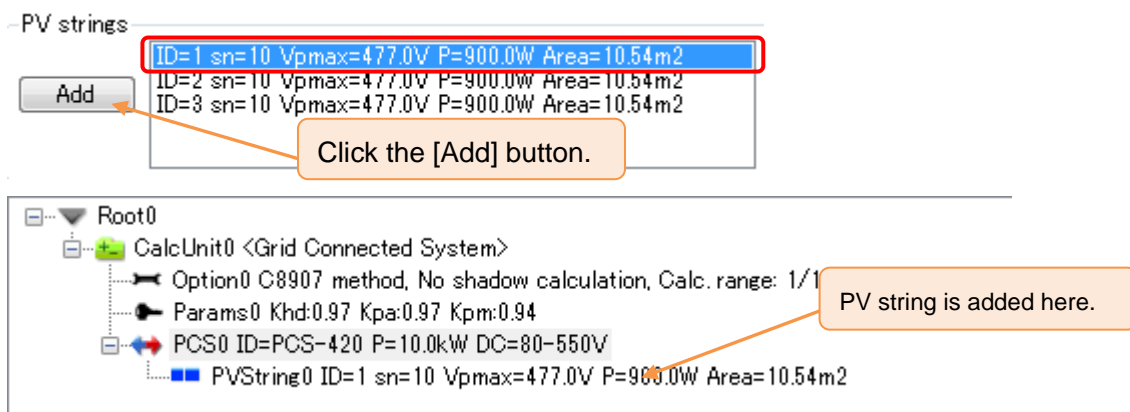 PV strings
ID=1 sn=10 Vpmax=477.0V P=900.0W Area=10.54m2
ID=2 sn=10 Vpmax=477.0V P=900.0W Area=10.54m2
Add
ID=3 sn=10 Vpmax=477.0V P=900.0W Area=10.54m2
Click the [Add] button.
Root0
CalcUnit0 <Grid Connected System>
Option0 C8907 method, No shadow calculation, Calc. range: 1/1
PV string is added here.
Params0 Khd:0.97 Kpa:0.97 Kpm:0.94
PCS0 ID=PCS-420 P=10.0kW DC=80-550V
PVString0 ID=1 sn=10 Vpmax=477.0V P=900.0W Area=10.54m2